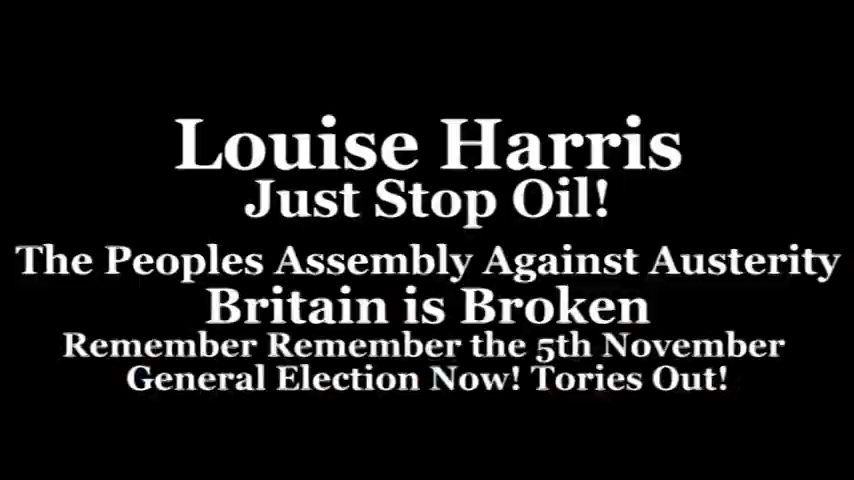 Louise Harris
Just Stop Oil!
The Peoples Assembly Against Austerity
Britain is Broken
Remember Remember the 5th November
General Election Now! Tories Out!